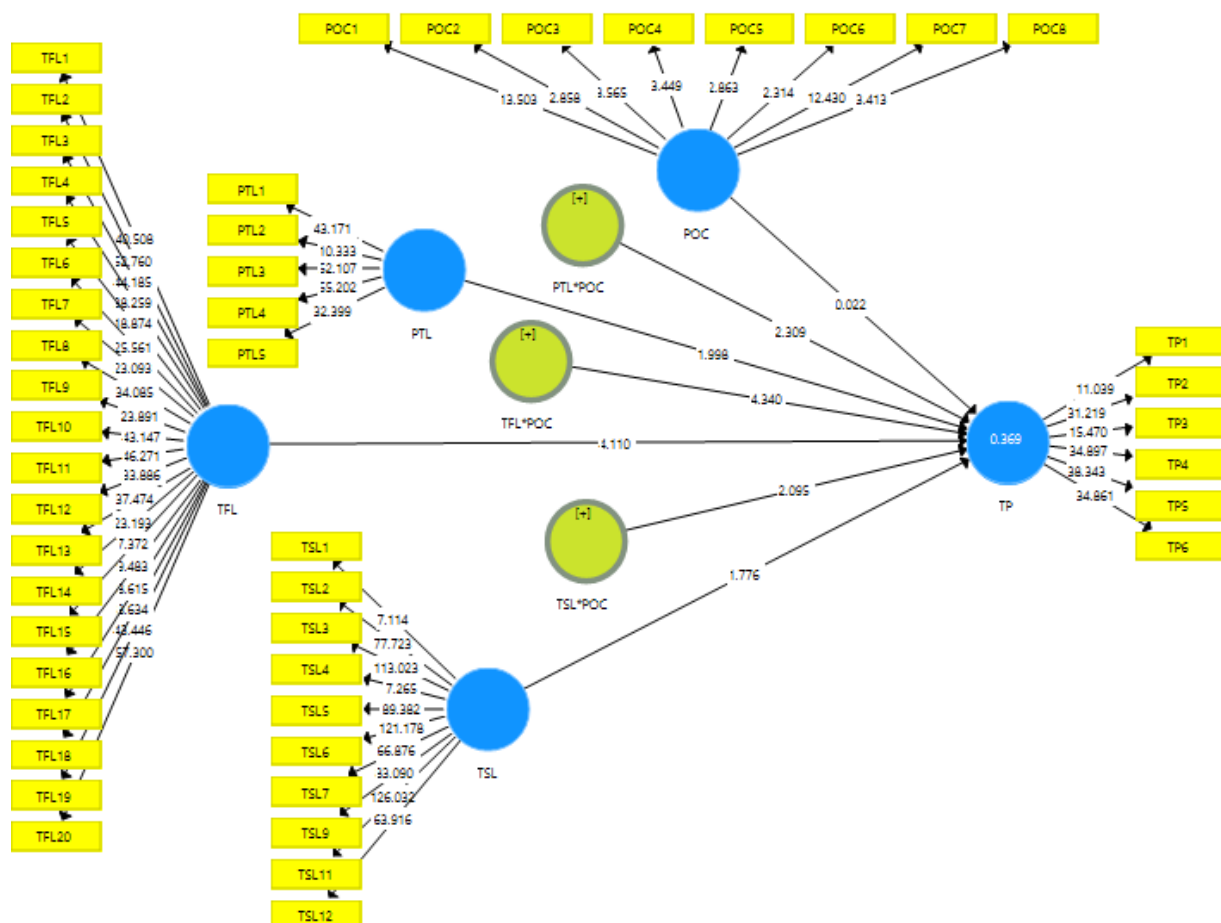 POC1
POC2
POC3
POC4
POC5
POC6
POC7
POC8
13.503
2.858
3.565
3.449
2.863
2.314
12.430
3.413
POC
TFL1
TFL2
TFL3
TFL4
TFL5
TFL6
TFL7
TFL8
TFL9
TFL10
TFL11
TFL12
TFL13
TFL14
TFL15
TFL16
TFL17
TFL18
TFL19
TFL20
40.508
44.185
38.259
18.874
25.561
23.093
34.085
23.891
43.147
46.271
33.886
37.474
23.193
7.372
43.446
57.300
TFL
PTL1
PTL2
PTL3
PTL4
PTL5
43.171
10.333
52.107
55.202
32.399
PTL
[+]
PTL*POC
[+]
TFL*POC
[+]
TSL*POC
0.022
2.309
1.998
4.340
4.110
2.095
1.776
TSL1
TSL2
TSL3
TSL4
TSL5
TSL6
TSL7
TSL9
TSL11
TSL12
7.114
77.723
113.023
7.265
89.382
121.178
66.876
33.090
126.032
63.916
TSL
0.369
TP
11.039
31.219
15.470
34.897
38.343
34.861
TP1
TP2
TP3
TP4
TP5
TP6